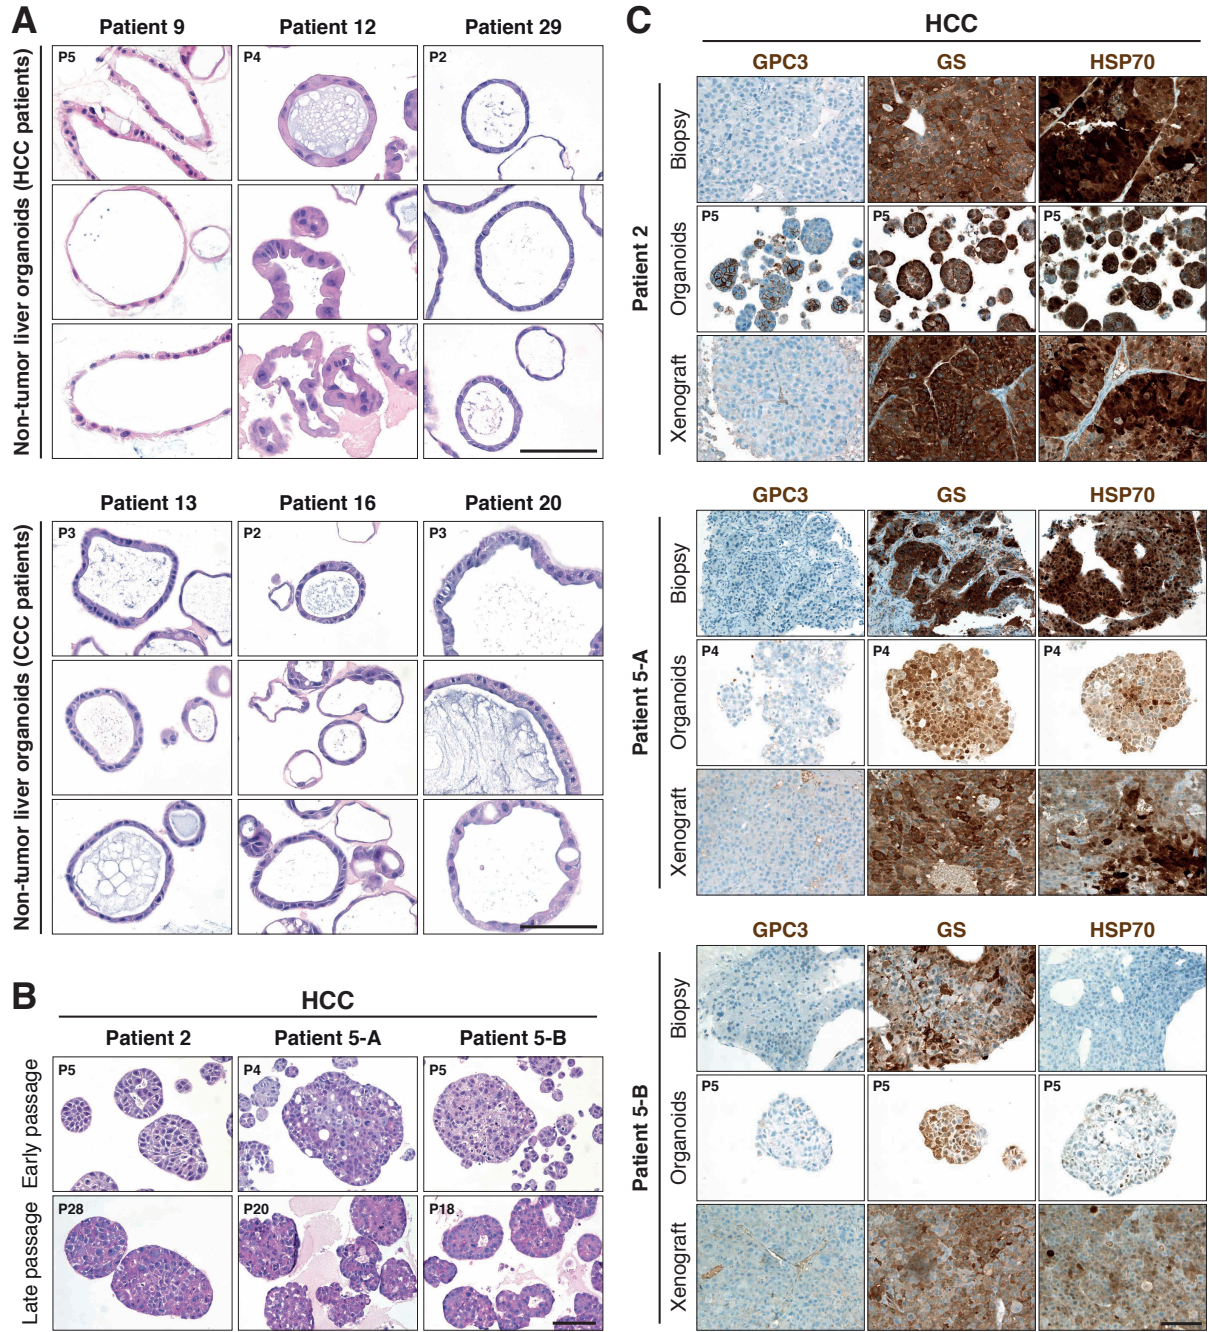 A
Patient 9
Patient 12
Patient 29
Non-tumor liver organoids (HCC patients)
P5
P4
P2
Patient 13
Patient 16
Patient 20
Non-tumor liver organoids (CCC patients)
P3
P2
P3
B
HCC
Patient 2
Patient 5-A
Patient 5-B
Early passage
P5
P4
P5
Late passage
P28
P20
P18
C
HCC
GPC3
GS
HSP70
Patient 2
Biopsy
Organoids
P5
P5
P5
Xenograft
GPC3
GS
HSP70
Patient 5-A
Biopsy
Organoids
P4
P4
P4
Xenograft
GPC3
GS
HSP70
Patient 5-B
Biopsy
Organoids
P5
P5
P5
Xenograft